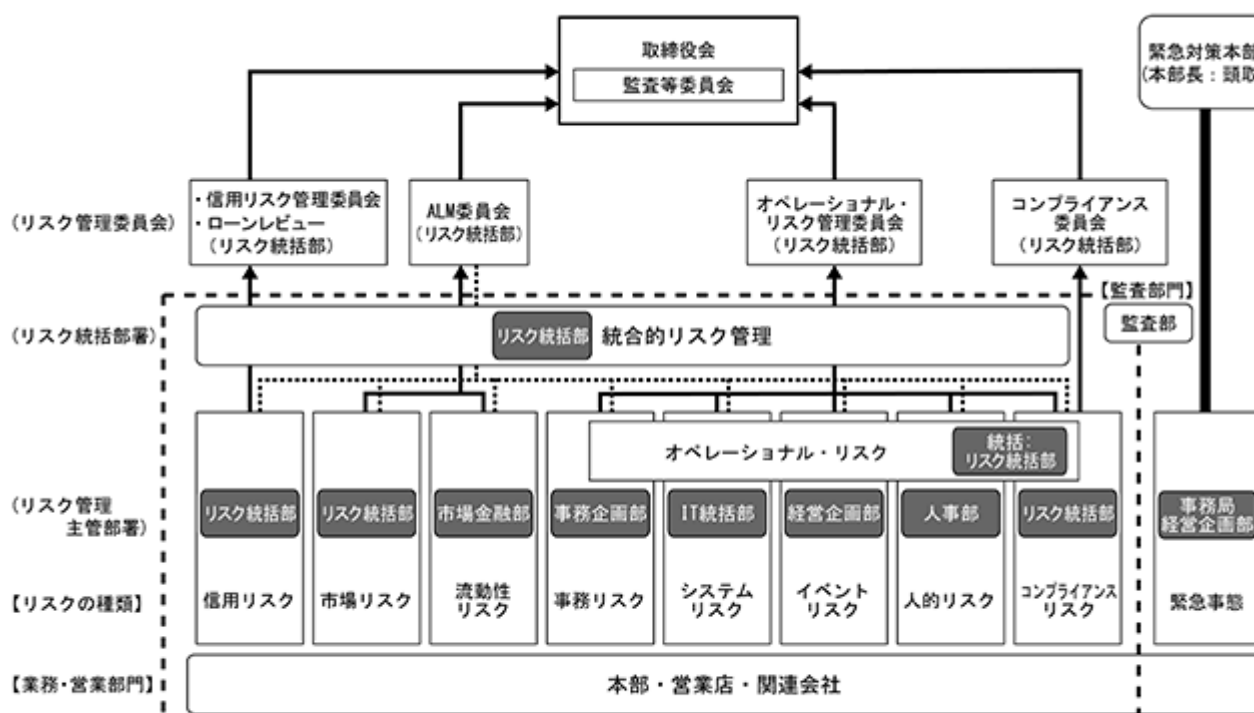 取締役会
監査等委員会
緊急対策本部
(本部長：頭取
(リスク管理委員会)
・信用リスク管理委員会
・ローンレビュー
(リスク統括部)
ALM委員会
(リスク統括部)
オペレーショナル・
リスク管理委員会
(リスク統括部)
コンプライアンス
委員会
(リスク統括部)
【監査部門】
監査部
(リスク統括部署)
リスク統括部 統合的リスク管理
オペレーショナル・リスク
統括：
リスク統括部
(リスク管理
主管部署)
リスク統括部
リスク統括部
市場金融部
事務企画部
IT統括部
経営企画部
人事部
リスク統括部
事務局
経営企画部
【リスクの種類】
信用リスク
市場リスク
流動性
リスク
事務リスク
システム
リスク
イベント
リスク
人的リスク
コンプライアンス
リスク
緊急事態
【業務・営業部門】
本部・営業店・関連会社